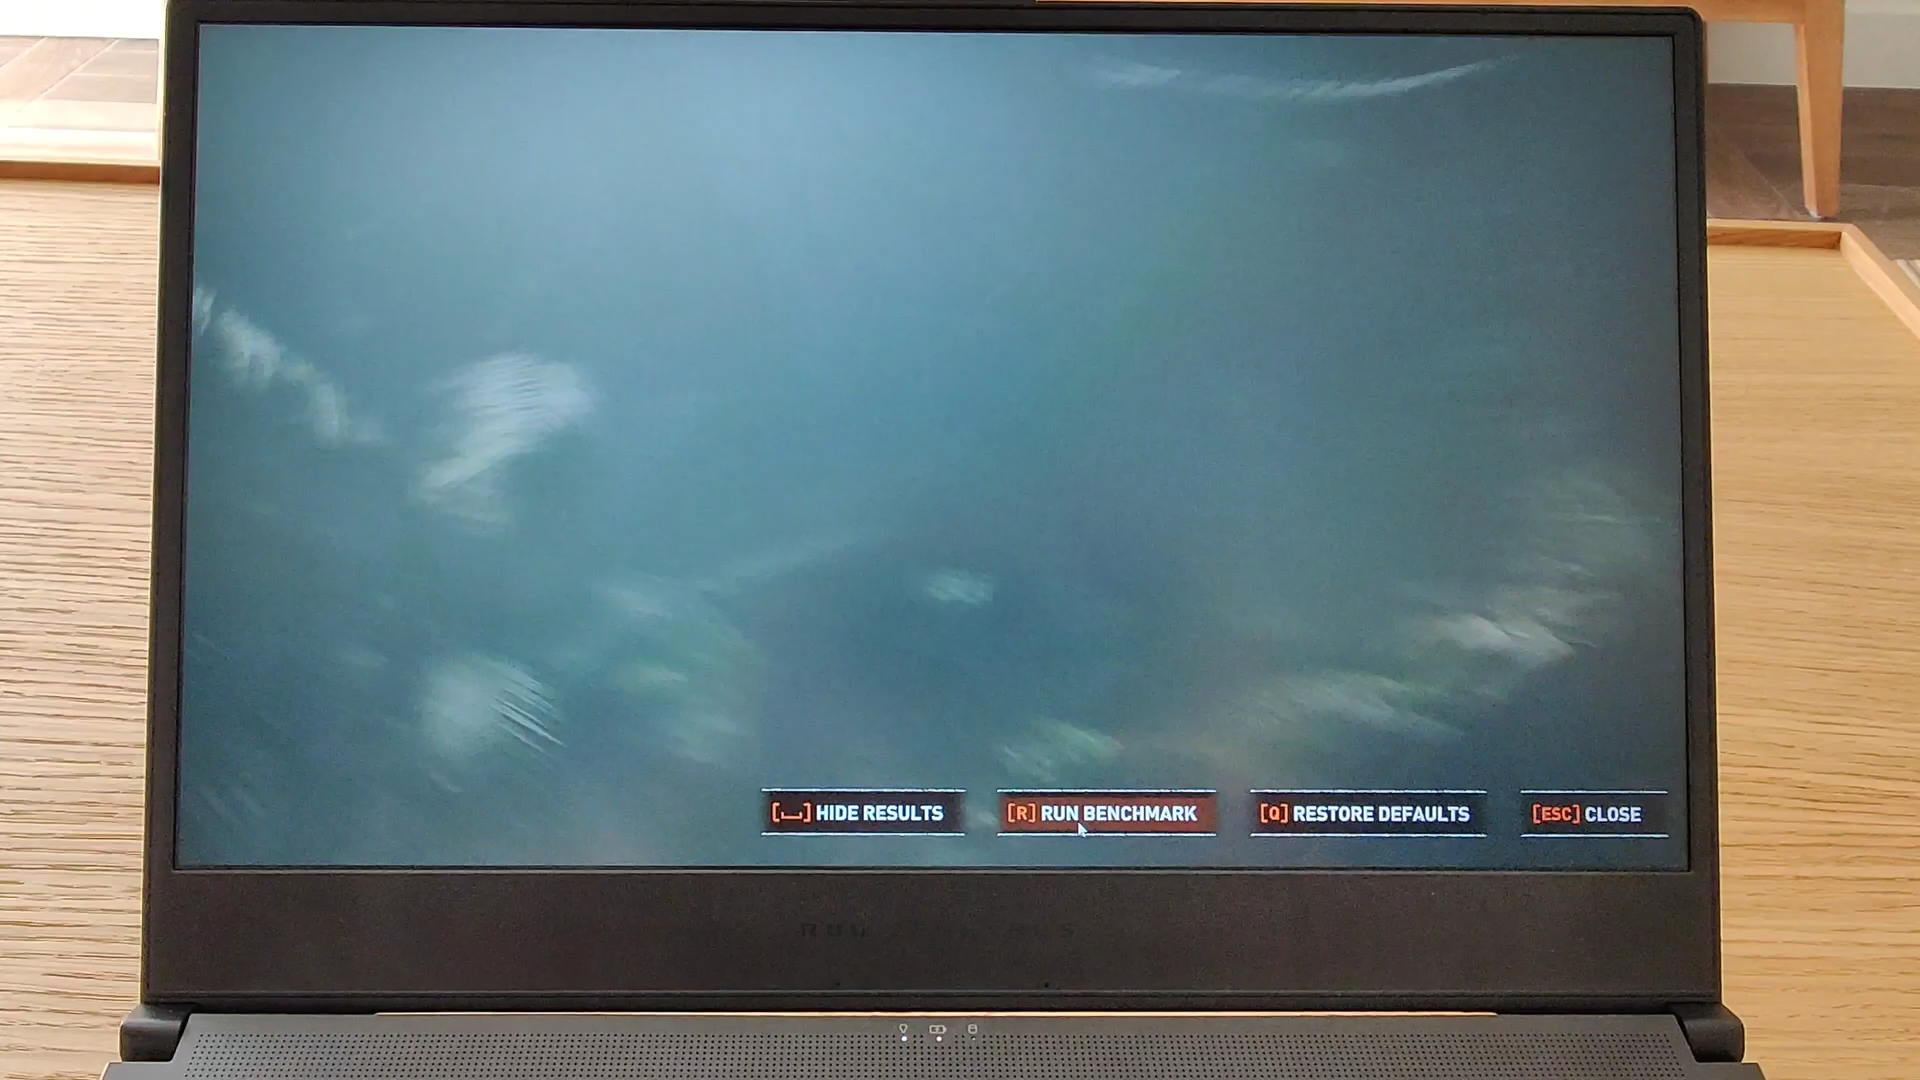 [⎵] HIDE RESULTS
[R] RUN BENCHMARK
[Q] RESTORE DEFAULTS
[ESC] CLOSE